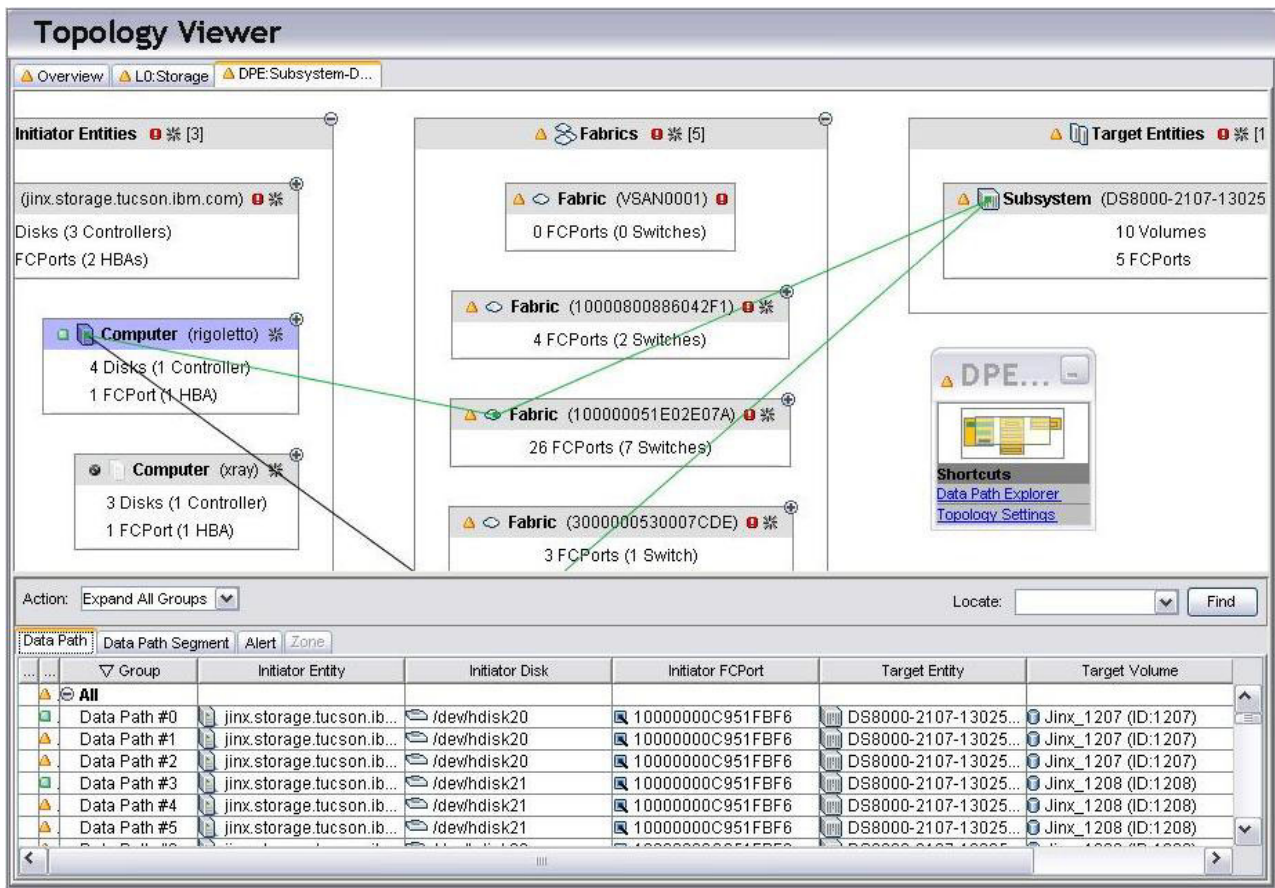 Topology Viewer
Overview
L0:Storage
DPE:Subsystem-D...
Initiator Entities [3]
(jinx.storage.tucson.ibm.com)
Disks (3 Controllers)
FCPorts (2 HBAs)
Computer (rigoletto)
4 Disks (1 Controller)
1 FCPort (1 HBA)
Computer (xray)
3 Disks (1 Controller)
1 FCPort (1 HBA)
Fabrics [5]
Fabric (VSAN0001)
0 FCPorts (0 Switches)
Fabric (10000800886042F1)
4 FCPorts (2 Switches)
Fabric (100000051E02E07A)
26 FCPorts (7 Switches)
Fabric (3000000530007CDE)
3 FCPorts (1 Switch)
Target Entities [1
Subsystem (DS8000-2107-13025
10 Volumes
5 FCPorts
DPE...
Shortcuts
Data Path Explorer
Topology Settings
Action: Expand All Groups
Locate: Find
Data Path Data Path Segment Alert Zone
... ... Group Initiator Entity Initiator Disk Initiator FCPort Target Entity Target Volume
All
Data Path #0 jinx.storage.tucson.ib... /dev/hdisk20 10000000C951FBF6 DS8000-2107-13025... Jinx_1207 (ID:1207)
Data Path #1 jinx.storage.tucson.ib... /dev/hdisk20 10000000C951FBF6 DS8000-2107-13025... Jinx_1207 (ID:1207)
Data Path #2 jinx.storage.tucson.ib... /dev/hdisk20 10000000C951FBF6 DS8000-2107-13025... Jinx_1207 (ID:1207)
Data Path #3 jinx.storage.tucson.ib... /dev/hdisk21 10000000C951FBF6 DS8000-2107-13025... Jinx_1208 (ID:1208)
Data Path #4 jinx.storage.tucson.ib... /dev/hdisk21 10000000C951FBF6 DS8000-2107-13025... Jinx_1208 (ID:1208)
Data Path #5 jinx.storage.tucson.ib... /dev/hdisk21 10000000C951FBF6 DS8000-2107-13025... Jinx_1208 (ID:1208)